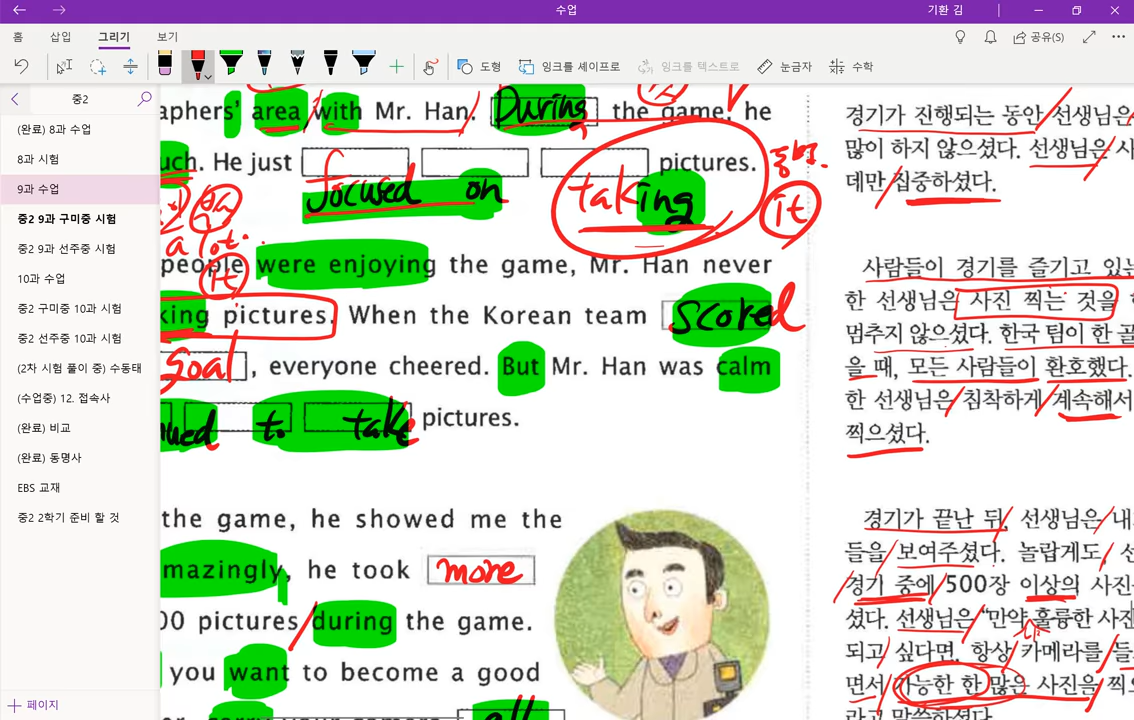 수업
기환 김
홈 삽입 그리기 보기
공유(S)
도형 잉크를 셰이프로 잉크를 텍스트로 눈금자 수학
중2
(완료) 8과 수업
8과 시험
9과 수업
중2 9과 구미중 시험
중2 9과 선주중 시험
10과 수업
중2 구미중 10과 시험
중2 선주중 10과 시험
(2차 시험 풀이 중) 수동태
(수업중) 12. 접속사
(완료) 비교
(완료) 동명사
EBS 교재
중2 2학기 준비 할 것
페이지
aphers' area with Mr. Han. During the game, he
uch. He just focused on taking pictures.
it
a lot.
people were enjoying the game, Mr. Han never
it
king pictures. When the Korean team scored
goal, everyone cheered. But Mr. Han was calm
nued to take pictures.
the game, he showed me the
mazingly, he took more
00 pictures during the game.
you want to become a good
경기가 진행되는 동안 선생님은
많이 하지 않으셨다. 선생님은 사
데만 집중하셨다.
사람들이 경기를 즐기고 있는
한 선생님은 사진 찍는 것을
멈추지 않으셨다. 한국 팀이 한 골
을 때, 모든 사람들이 환호했다.
한 선생님은 침착하게 계속해서
찍으셨다.
경기가 끝난 뒤, 선생님은 내
들을 보여주셨다. 놀랍게도, 선
경기 중에 500장 이상의 사진
셨다. 선생님은 "만약 훌륭한 사진
되고 싶다면, 항상 카메라를 들
면서 가능한 한 많은 사진을 찍으
라고 말씀하셨다.